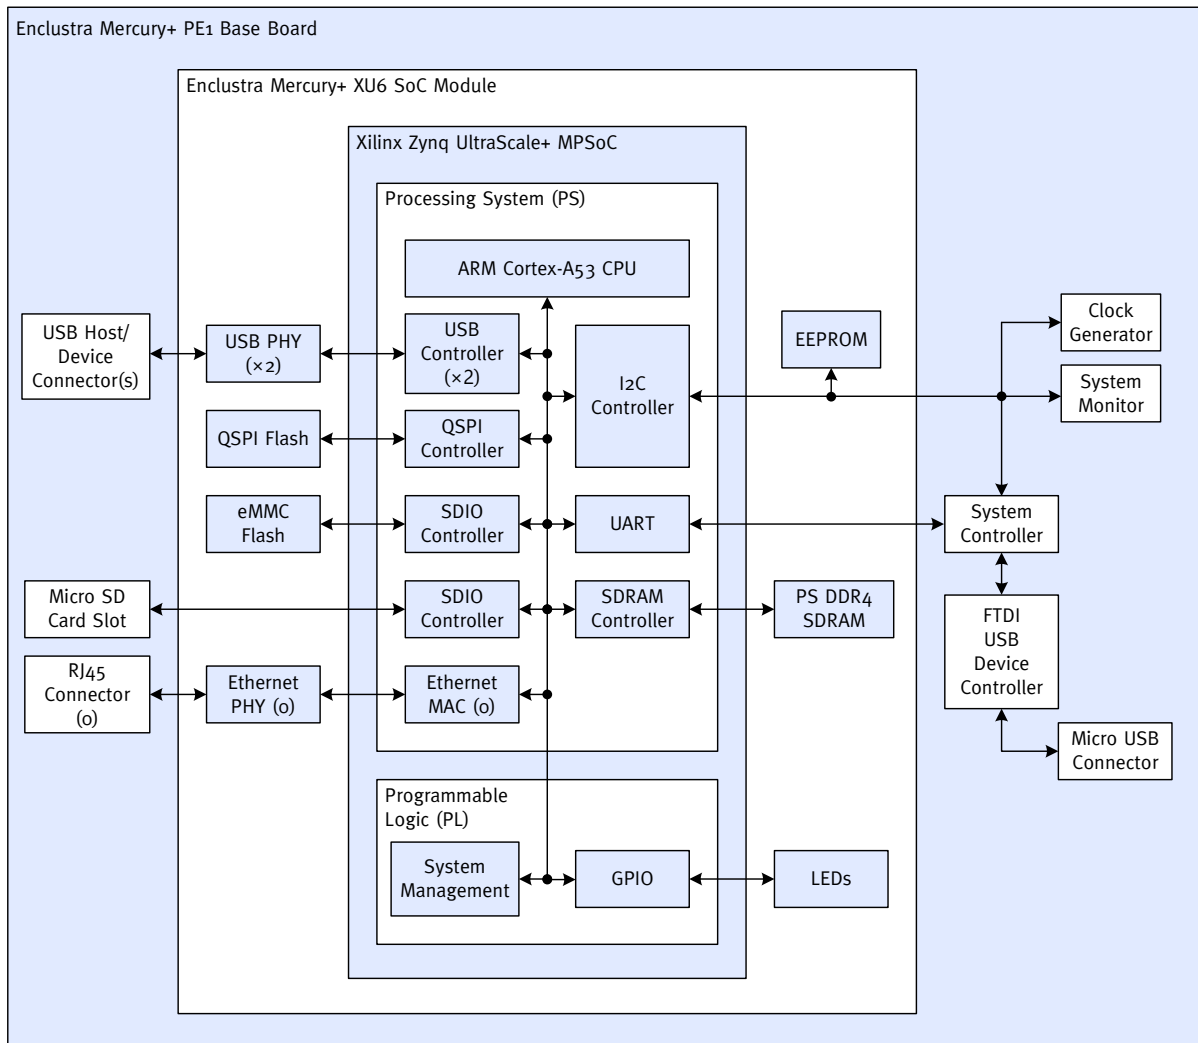 Enclustra Mercury+ PE1 Base Board
Enclustra Mercury+ XU6 SoC Module
Xilinx Zynq UltraScale+ MPSoC
Processing System (PS)
ARM Cortex-A53 CPU
USB Host/
Device
Connector(s)
USB PHY
(×2)
USB
Controller
(×2)
I2C
Controller
EEPROM
Clock
Generator
System
Monitor
QSPI Flash
QSPI
Controller
eMMC
Flash
SDIO
Controller
UART
System
Controller
Micro SD
Card Slot
SDIO
Controller
SDRAM
Controller
PS DDR4
SDRAM
FTDI
USB
Device
Controller
RJ45
Connector
(0)
Ethernet
PHY (0)
Ethernet
MAC (0)
Micro USB
Connector
Programmable
Logic (PL)
System
Management
GPIO
LEDs